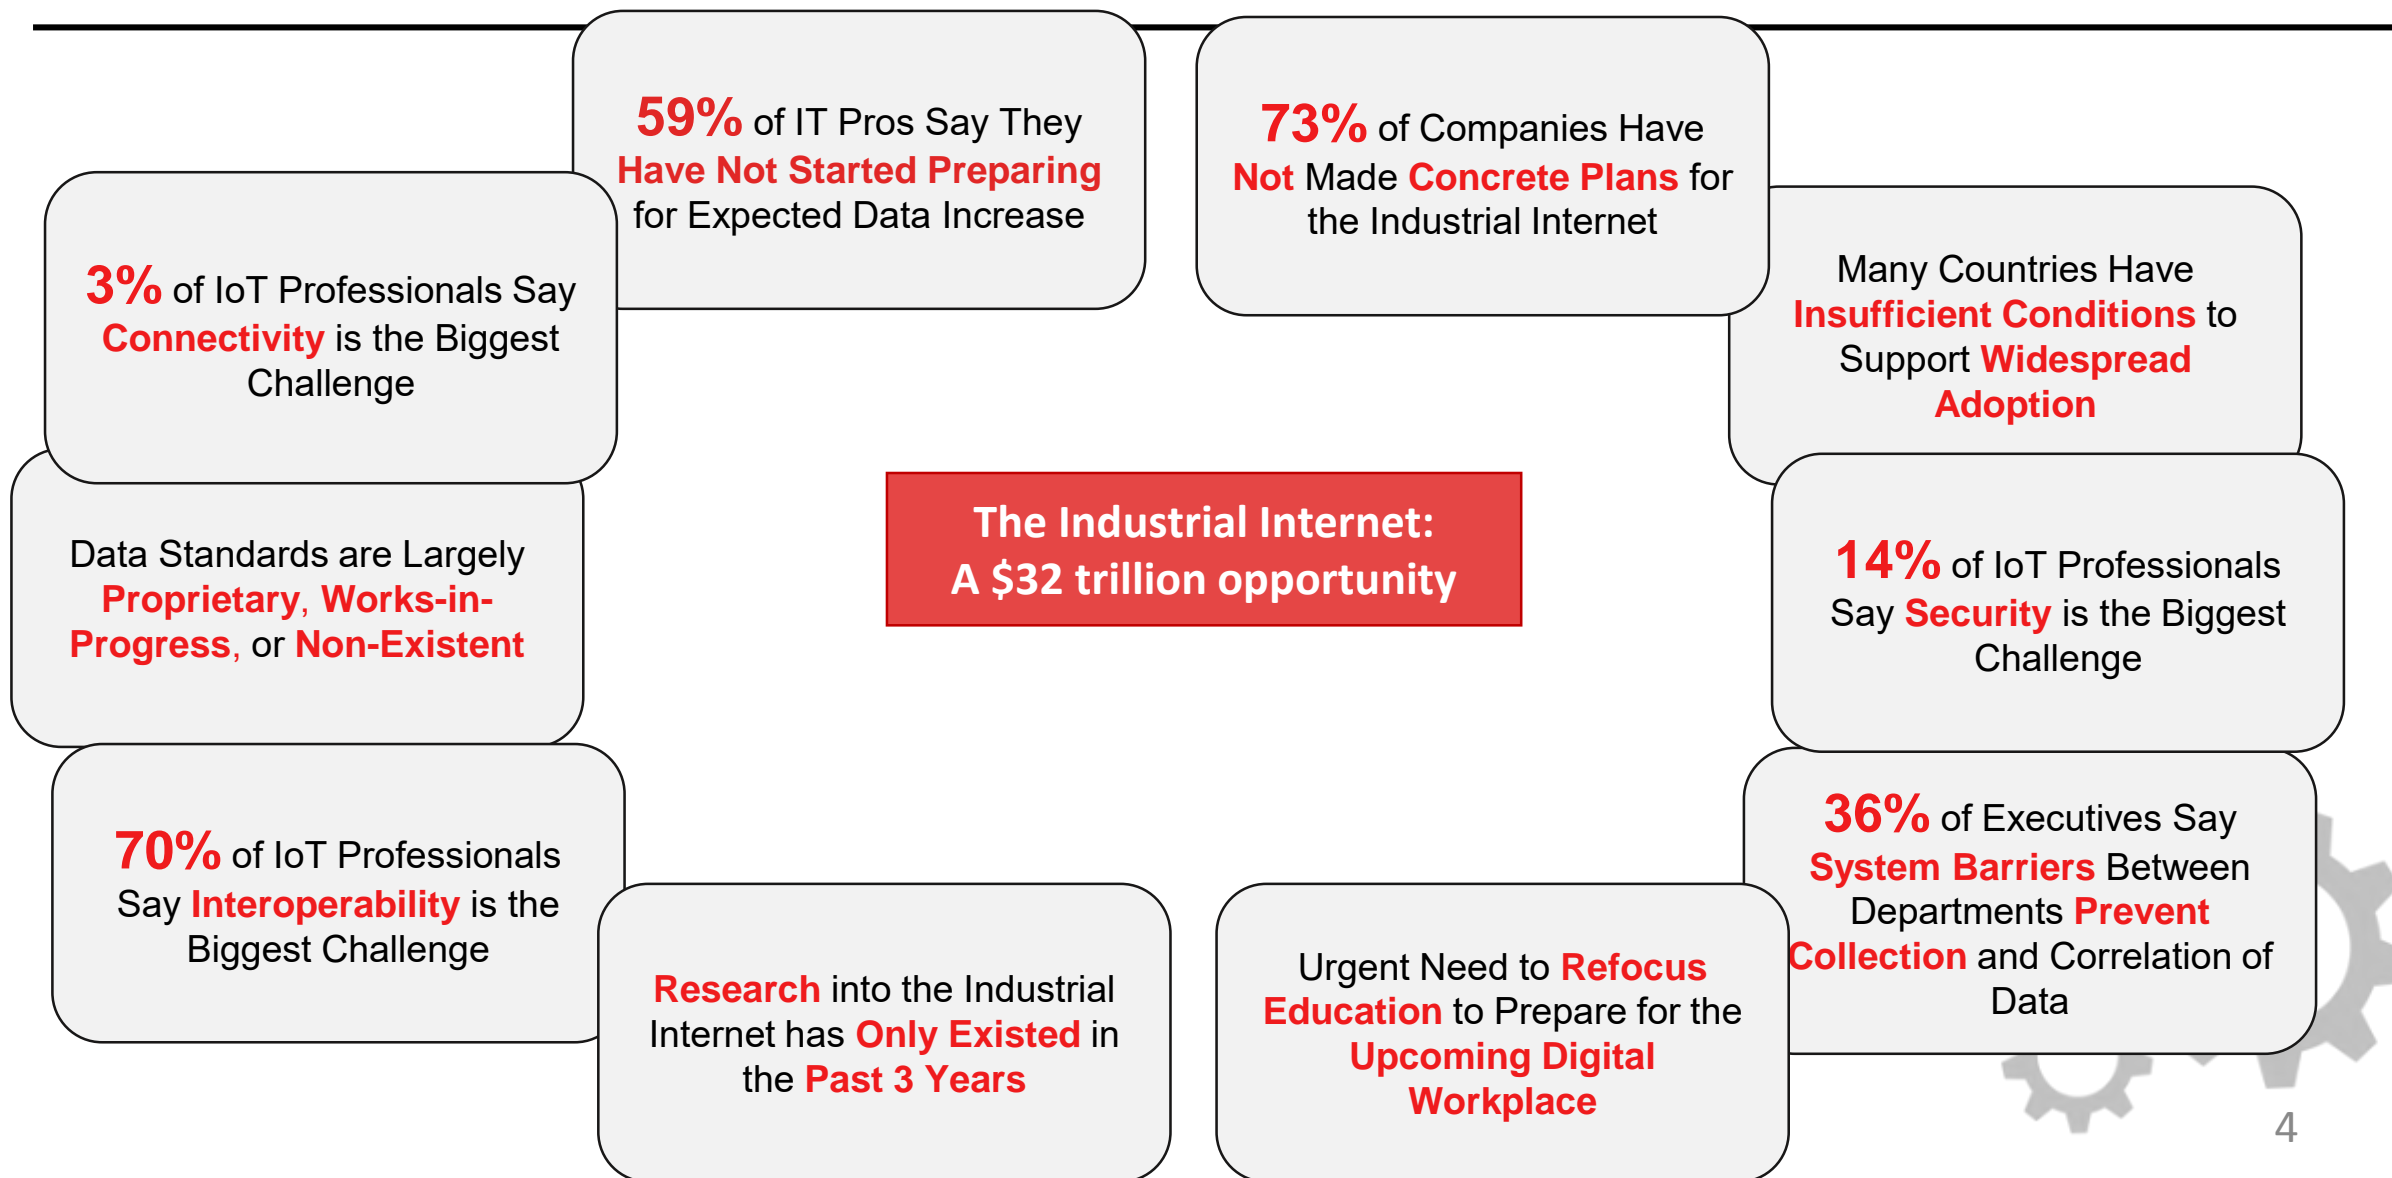 59% of IT Pros Say They
Have Not Started Preparing
for Expected Data Increase
73% of Companies Have
Not Made Concrete Plans for
the Industrial Internet
3% of IoT Professionals Say
Connectivity is the Biggest
Challenge
Many Countries Have
Insufficient Conditions to
Support Widespread
Adoption
The Industrial Internet:
A $32 trillion opportunity
Data Standards are Largely
Proprietary, Works-in-
Progress, or Non-Existent
14% of IoT Professionals
Say Security is the Biggest
Challenge
70% of IoT Professionals
Say Interoperability is the
Biggest Challenge
36% of Executives Say
System Barriers Between
Departments Prevent
Collection and Correlation of
Data
Research into the Industrial
Internet has Only Existed in
the Past 3 Years
Urgent Need to Refocus
Education to Prepare for the
Upcoming Digital
Workplace
4